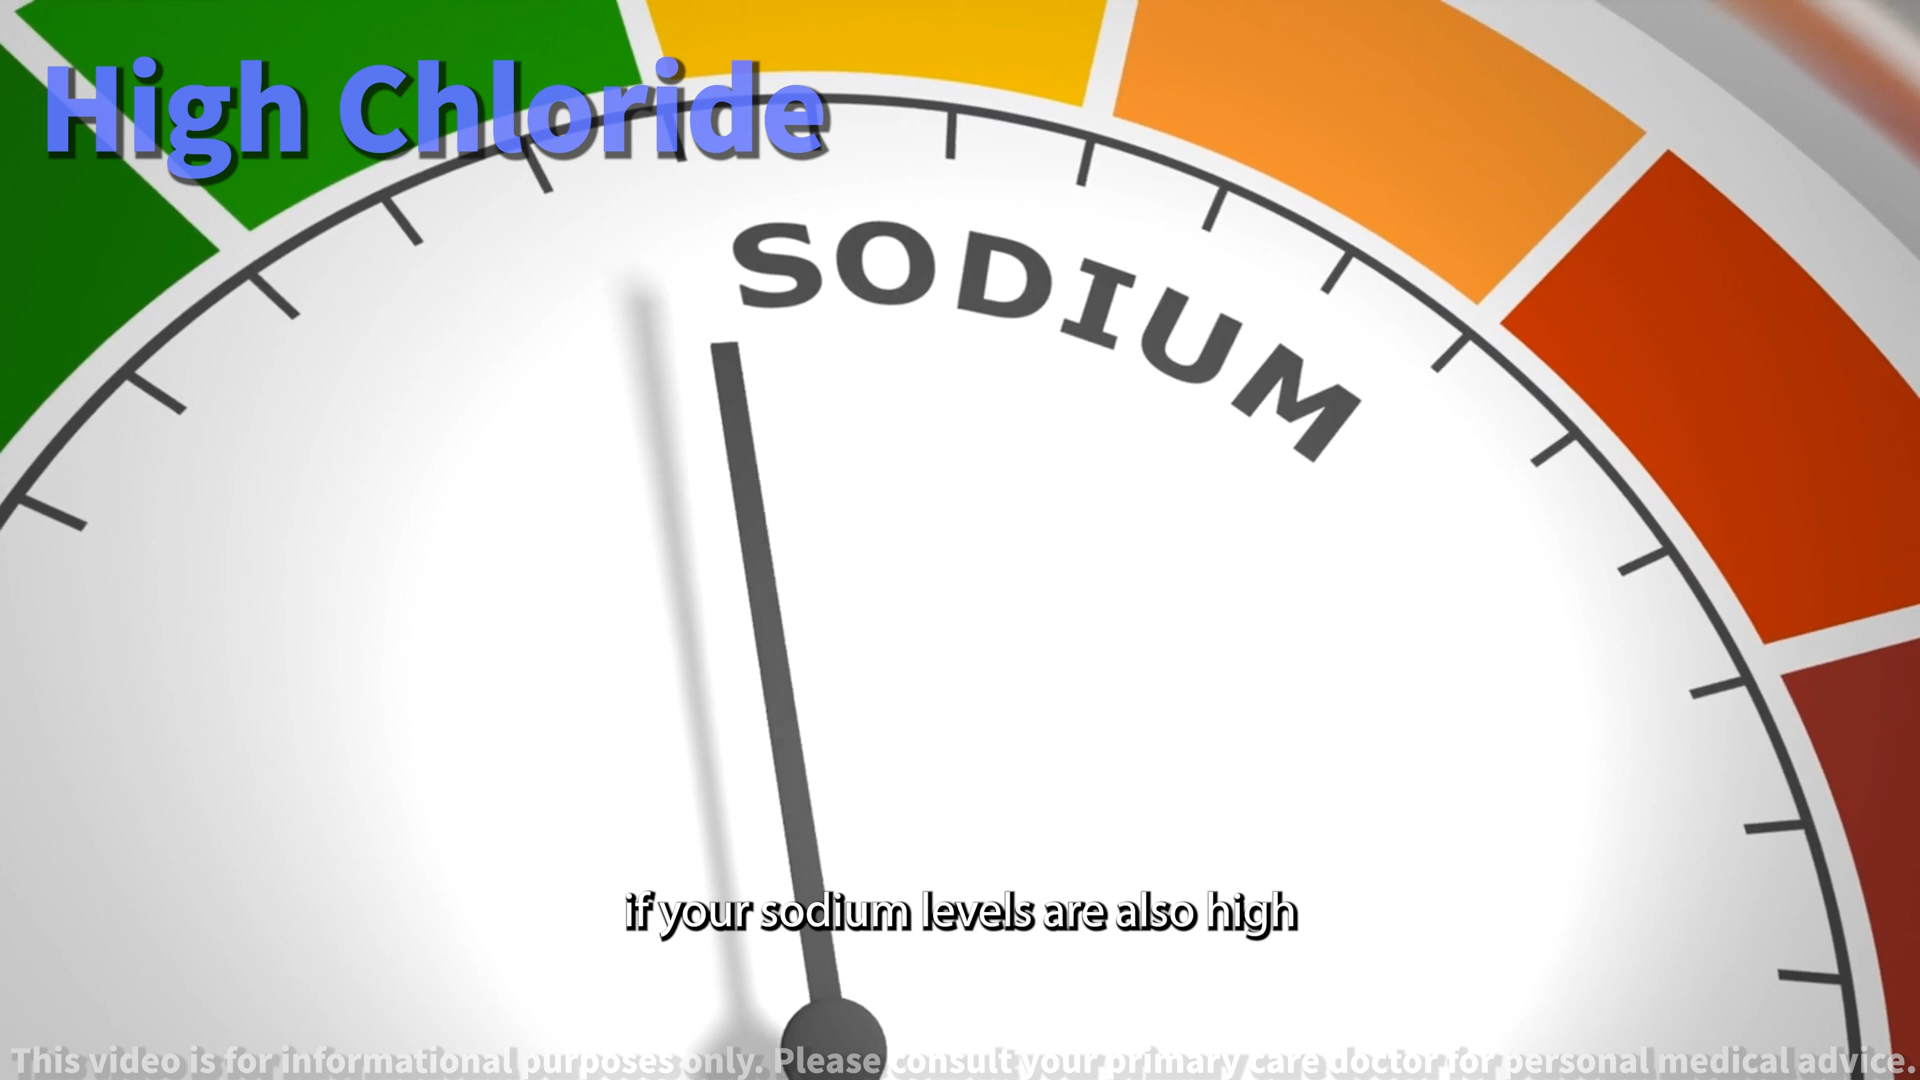 High Chloride
SODIUM
if your sodium levels are also high
This video is for informational purposes only. Please consult your primary care doctor for personal medical advice.